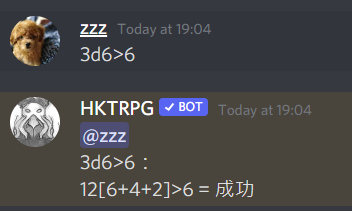 zzz Today at 19:04
3d6>6
HKTRPG ✓ BOT Today at 19:04
@zzz
3d6>6：
12[6+4+2]>6 = 成功